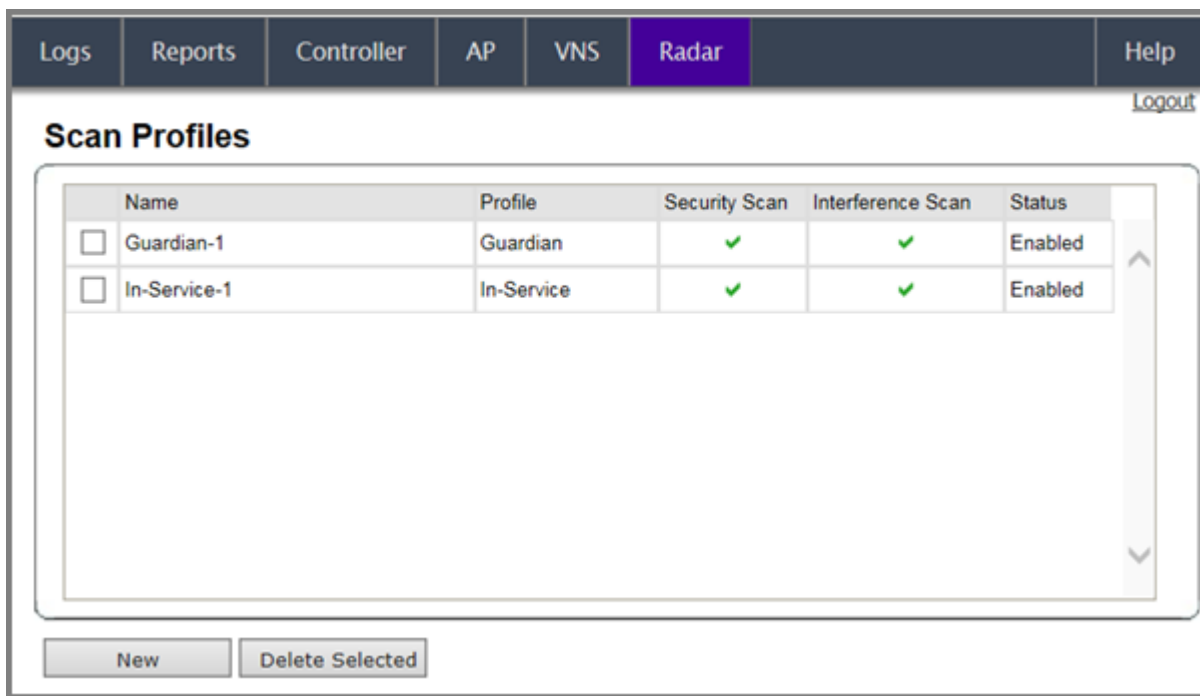 Logs Reports Controller AP VNS Radar Help
Logout
Scan Profiles
Name Profile Security Scan Interference Scan Status
Guardian-1 Guardian Enabled
In-Service-1 In-Service Enabled
New Delete Selected